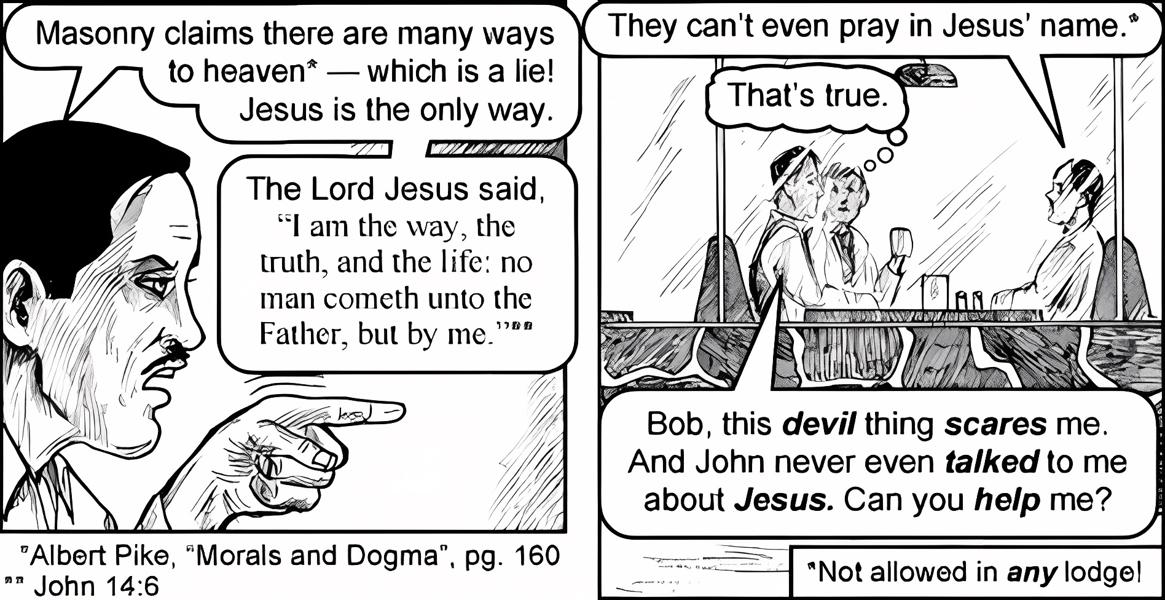 Masonry claims there are many ways
to heaven* — which is a lie!
Jesus is the only way.
The Lord Jesus said,
“I am the way, the
truth, and the life: no
man cometh unto the
Father, but by me.”**
*Albert Pike, "Morals and Dogma", pg. 160
** John 14:6
They can't even pray in Jesus' name.*
That's true.
Bob, this devil thing scares me.
And John never even talked to me
about Jesus. Can you help me?
*Not allowed in any lodge!